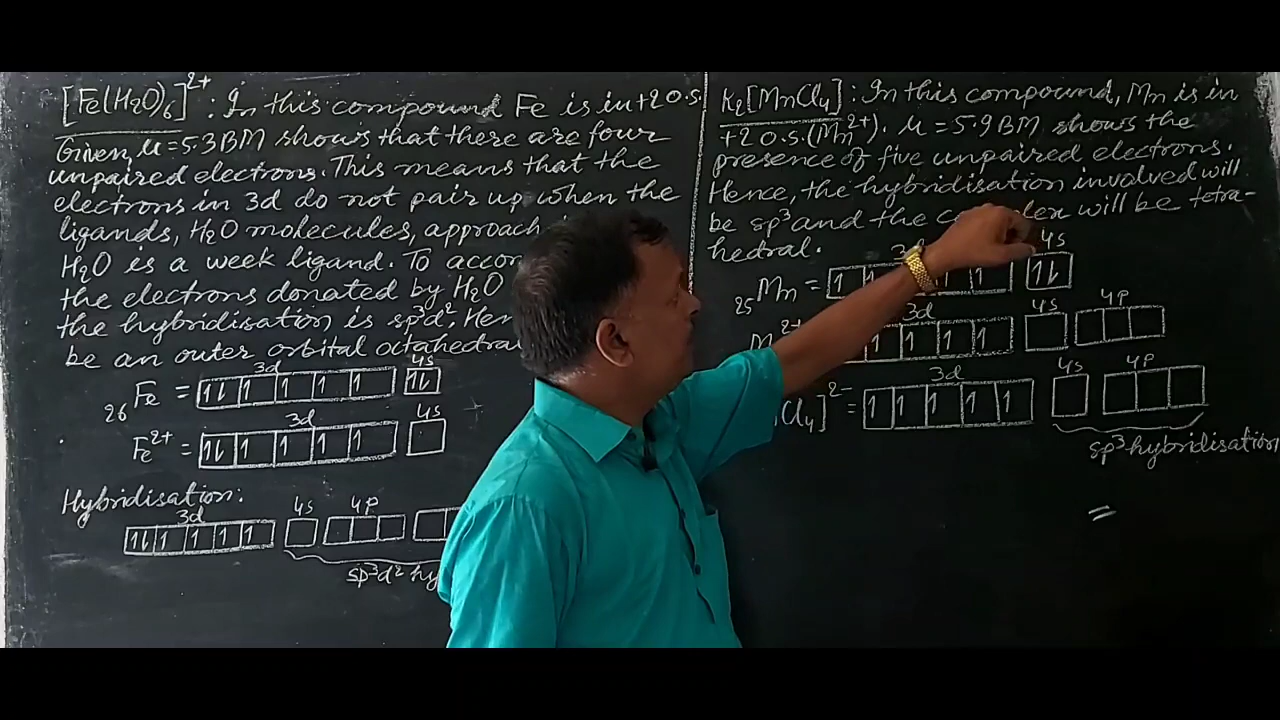 [Fe(H₂O)₆]²⁺: In this compound Fe is in +2 o.s.
Given, μ = 5.3 BM shows that there are four
unpaired electrons. This means that the
electrons in 3d do not pair up when the
ligands, H₂O molecules, approach
H₂O is a week ligand. To
the electrons donated by H₂O
the hybridisation is sp³d².
be an outer orbital
3d 4s
₂₆Fe = 1↿⇂ 1 1 1 1 1⇂
3d 4s
Fe²⁺ = 1⇂ 1 1 1 1
Hybridisation:
3d 4s 4p
1⇂ 1 1 1 1
sp³d²
K₂[MnCl₄]: In this compound, Mn is in
+2 o.s. (Mn²⁺). μ = 5.9 BM shows the
presence of five unpaired electrons.
Hence, the hybridisation involved will
be sp³ and the will be tetra-
hedral.
4s
₂₅Mn = 1 1 1⇂
3d 4p
1 1 1 1
3d 4p
Cl₄]²⁻ = 1 1 1 1 1
sp³ hybridisation
=